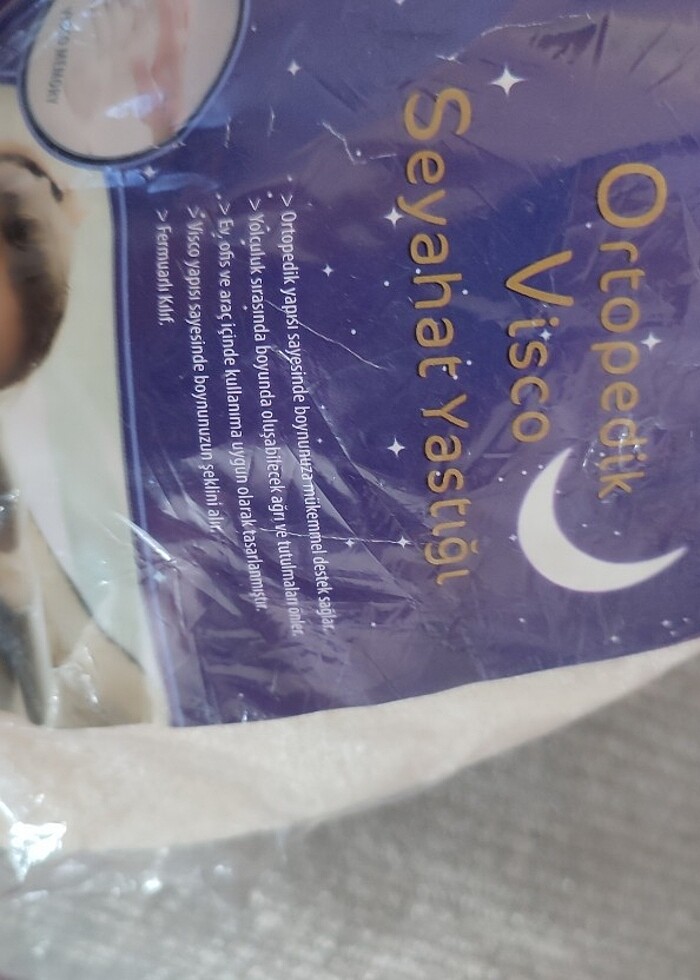 Ortopedik
Visco
Seyahat Yastığı
> Ortopedik yapısı sayesinde boynunuza mükemmel destek sağlar.
> Yolculuk sırasında boyunda oluşabilecek ağrı ve tutulmaları önler.
> Ev, ofis ve araç içinde kullanıma uygun olarak tasarlanmıştır.
> Visco yapısı sayesinde boynunuzun şeklini alır.
> Fermuarlı Kılıf.
MEMORY